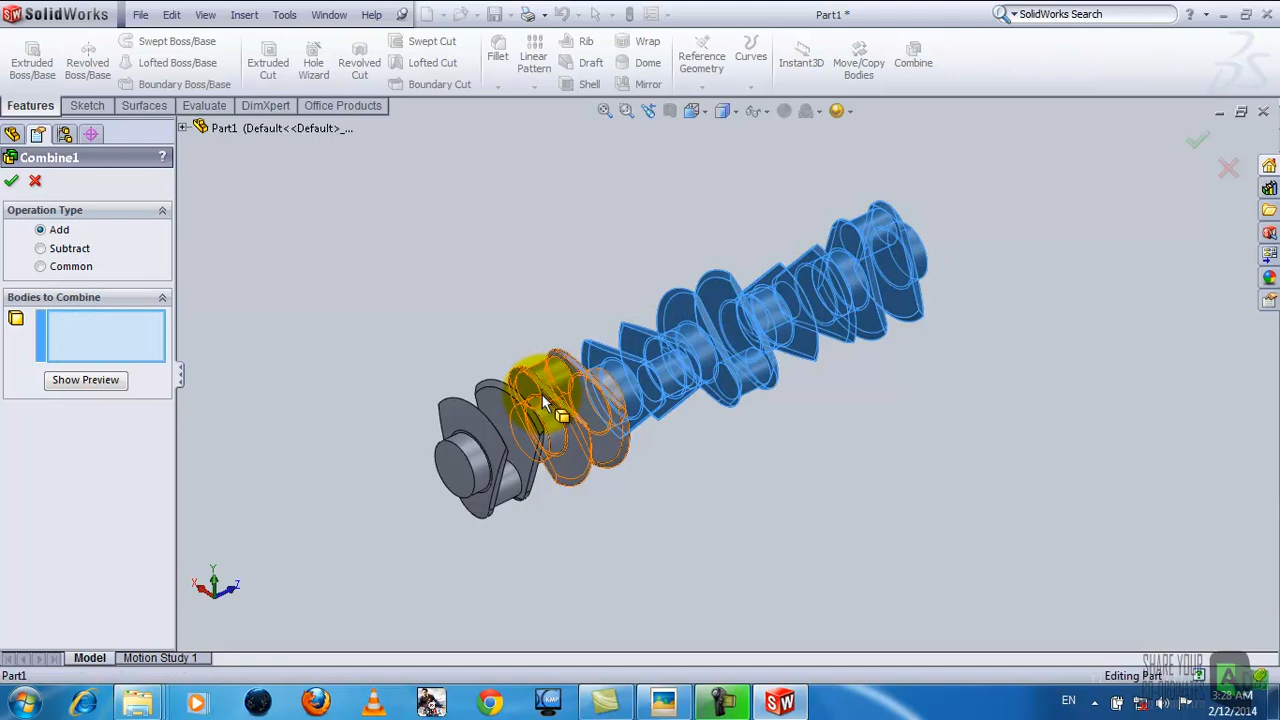 SolidWorks
File
Edit
View
Insert
Tools
Window
Help
Part1 *
SolidWorks Search
Extruded Boss/Base
Revolved Boss/Base
Swept Boss/Base
Lofted Boss/Base
Boundary Boss/Base
Extruded Cut
Hole Wizard
Revolved Cut
Swept Cut
Lofted Cut
Boundary Cut
Fillet
Linear Pattern
Rib
Draft
Shell
Wrap
Dome
Mirror
Reference Geometry
Curves
Instant3D
Move/Copy Bodies
Combine
Features
Sketch
Surfaces
Evaluate
DimXpert
Office Products
Part1 (Default<<Default>_...
Combine1
?
Operation Type
Add
Subtract
Common
Bodies to Combine
Show Preview
Y
X
Z
Model
Motion Study 1
Part1
Editing Part
SHARE YOUR
EN
3:28 AM
2/12/2014